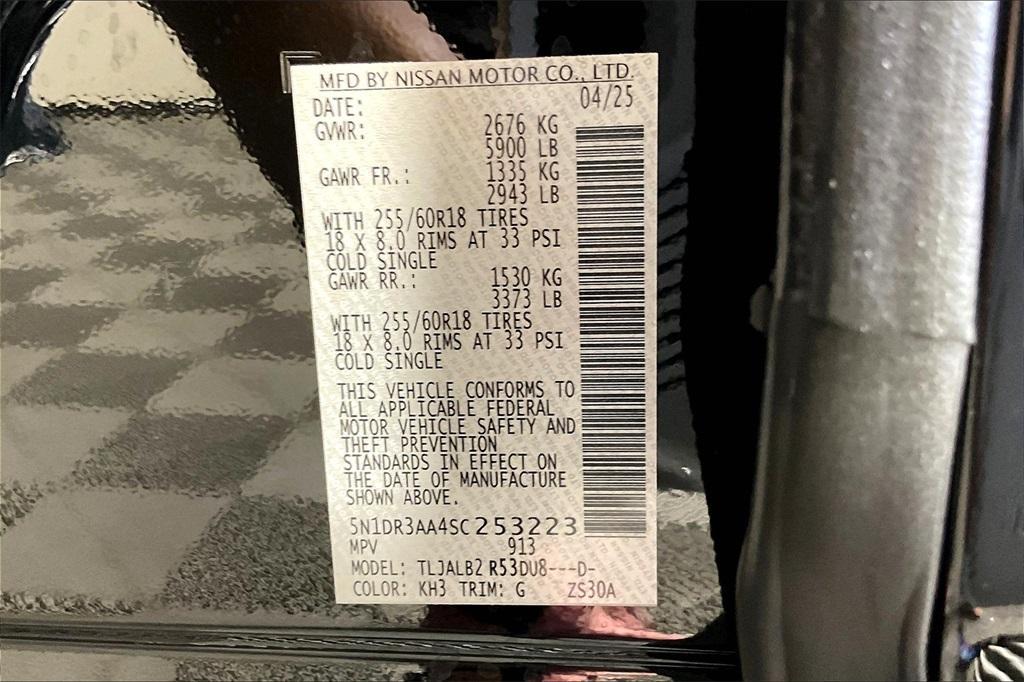 MFD BY NISSAN MOTOR CO., LTD.
DATE: 04/25
GVWR: 2676 KG
5900 LB
GAWR FR.: 1335 KG
2943 LB
WITH 255/60R18 TIRES
18 X 8.0 RIMS AT 33 PSI
COLD SINGLE
GAWR RR.: 1530 KG
3373 LB
WITH 255/60R18 TIRES
18 X 8.0 RIMS AT 33 PSI
COLD SINGLE
THIS VEHICLE CONFORMS TO
ALL APPLICABLE FEDERAL
MOTOR VEHICLE SAFETY AND
THEFT PREVENTION
STANDARDS IN EFFECT ON
THE DATE OF MANUFACTURE
SHOWN ABOVE.
5N1DR3AA4SC253223
MPV 913
MODEL: TLJALB2 R53DU8---D-
COLOR: KH3 TRIM: G ZS30A